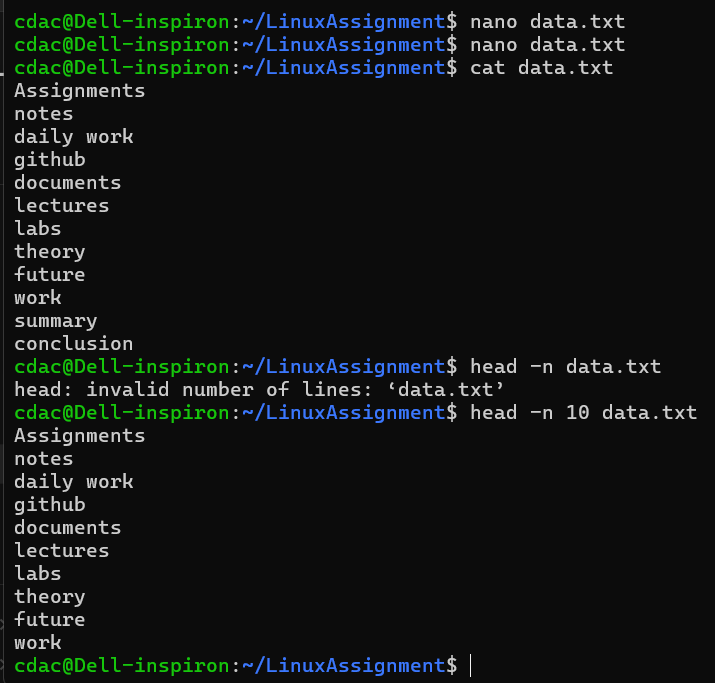 cdac@Dell-inspiron:~/LinuxAssignment$ nano data.txt
cdac@Dell-inspiron:~/LinuxAssignment$ nano data.txt
cdac@Dell-inspiron:~/LinuxAssignment$ cat data.txt
Assignments
notes
daily work
github
documents
lectures
labs
theory
future
work
summary
conclusion
cdac@Dell-inspiron:~/LinuxAssignment$ head -n data.txt
head: invalid number of lines: ‘data.txt’
cdac@Dell-inspiron:~/LinuxAssignment$ head -n 10 data.txt
Assignments
notes
daily work
github
documents
lectures
labs
theory
future
work
cdac@Dell-inspiron:~/LinuxAssignment$